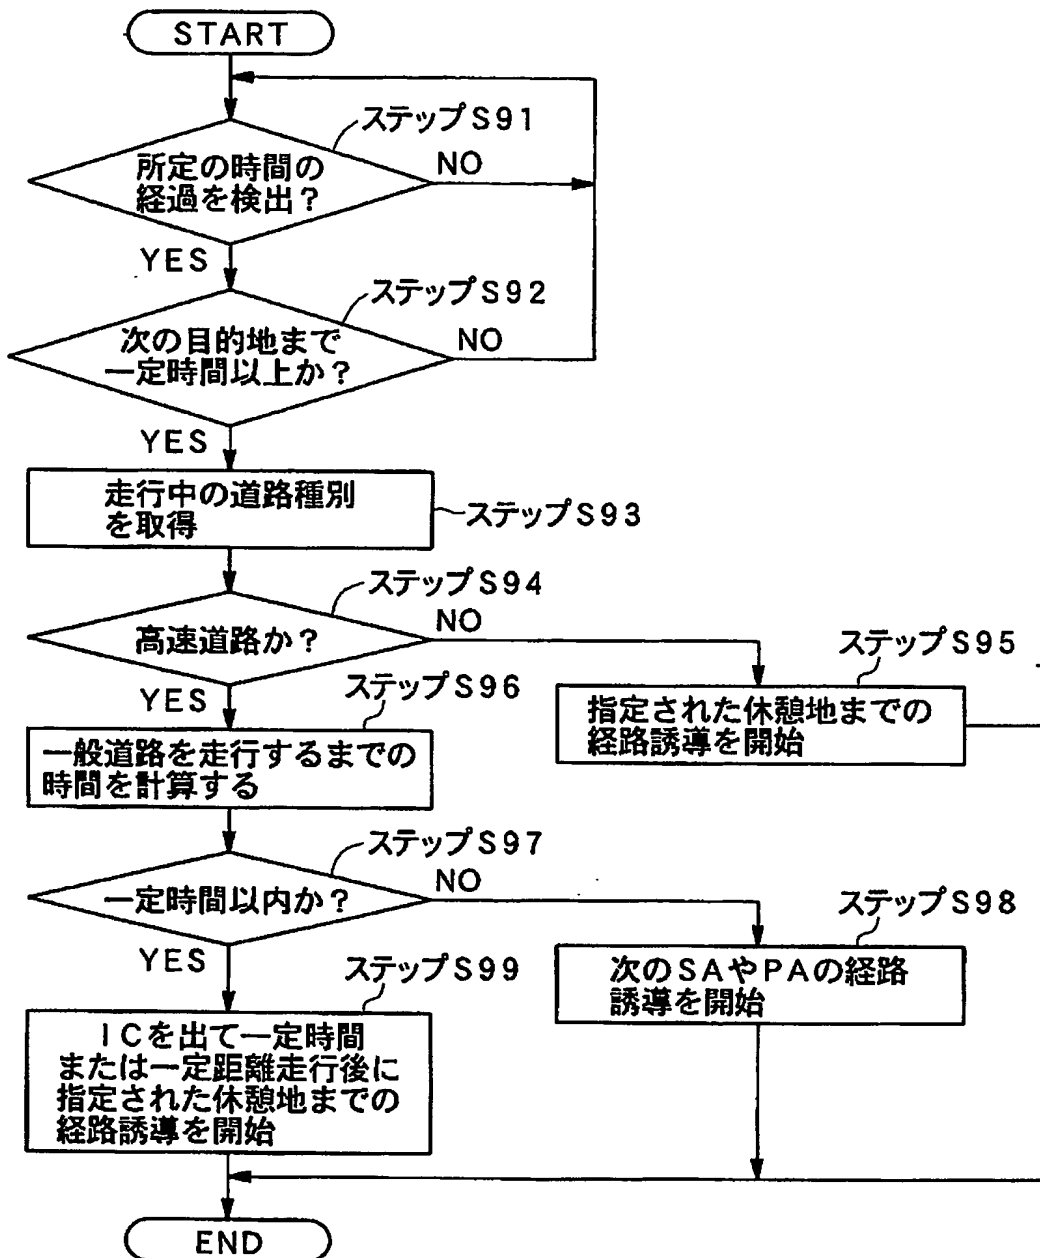 START
ステップS91
所定の時間の
経過を検出?
NO
YES
ステップS92
次の目的地まで
一定時間以上か?
NO
YES
走行中の道路種別
を取得
ステップS93
ステップS94
高速道路か?
NO
YES
ステップS95
指定された休憩地までの
経路誘導を開始
ステップS96
一般道路を走行するまでの
時間を計算する
ステップS97
一定時間以内か?
NO
YES
ステップS98
次のSAやPAの経路
誘導を開始
ステップS99
ICを出て一定時間
または一定距離走行後に
指定された休憩地までの
経路誘導を開始
END